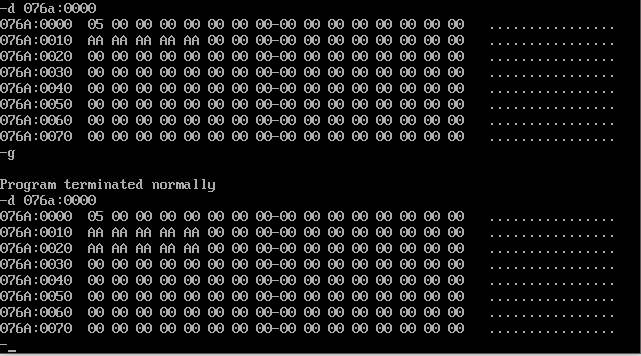 -d 076a:0000
076A:0000  05 00 00 00 00 00 00 00-00 00 00 00 00 00 00 00   ................
076A:0010  AA AA AA AA AA 00 00 00-00 00 00 00 00 00 00 00   ................
076A:0020  00 00 00 00 00 00 00 00-00 00 00 00 00 00 00 00   ................
076A:0030  00 00 00 00 00 00 00 00-00 00 00 00 00 00 00 00   ................
076A:0040  00 00 00 00 00 00 00 00-00 00 00 00 00 00 00 00   ................
076A:0050  00 00 00 00 00 00 00 00-00 00 00 00 00 00 00 00   ................
076A:0060  00 00 00 00 00 00 00 00-00 00 00 00 00 00 00 00   ................
076A:0070  00 00 00 00 00 00 00 00-00 00 00 00 00 00 00 00   ................
-g
Program terminated normally
-d 076a:0000
076A:0000  05 00 00 00 00 00 00 00-00 00 00 00 00 00 00 00   ................
076A:0010  AA AA AA AA AA 00 00 00-00 00 00 00 00 00 00 00   ................
076A:0020  AA AA AA AA AA 00 00 00-00 00 00 00 00 00 00 00   ................
076A:0030  00 00 00 00 00 00 00 00-00 00 00 00 00 00 00 00   ................
076A:0040  00 00 00 00 00 00 00 00-00 00 00 00 00 00 00 00   ................
076A:0050  00 00 00 00 00 00 00 00-00 00 00 00 00 00 00 00   ................
076A:0060  00 00 00 00 00 00 00 00-00 00 00 00 00 00 00 00   ................
076A:0070  00 00 00 00 00 00 00 00-00 00 00 00 00 00 00 00   ................
-_